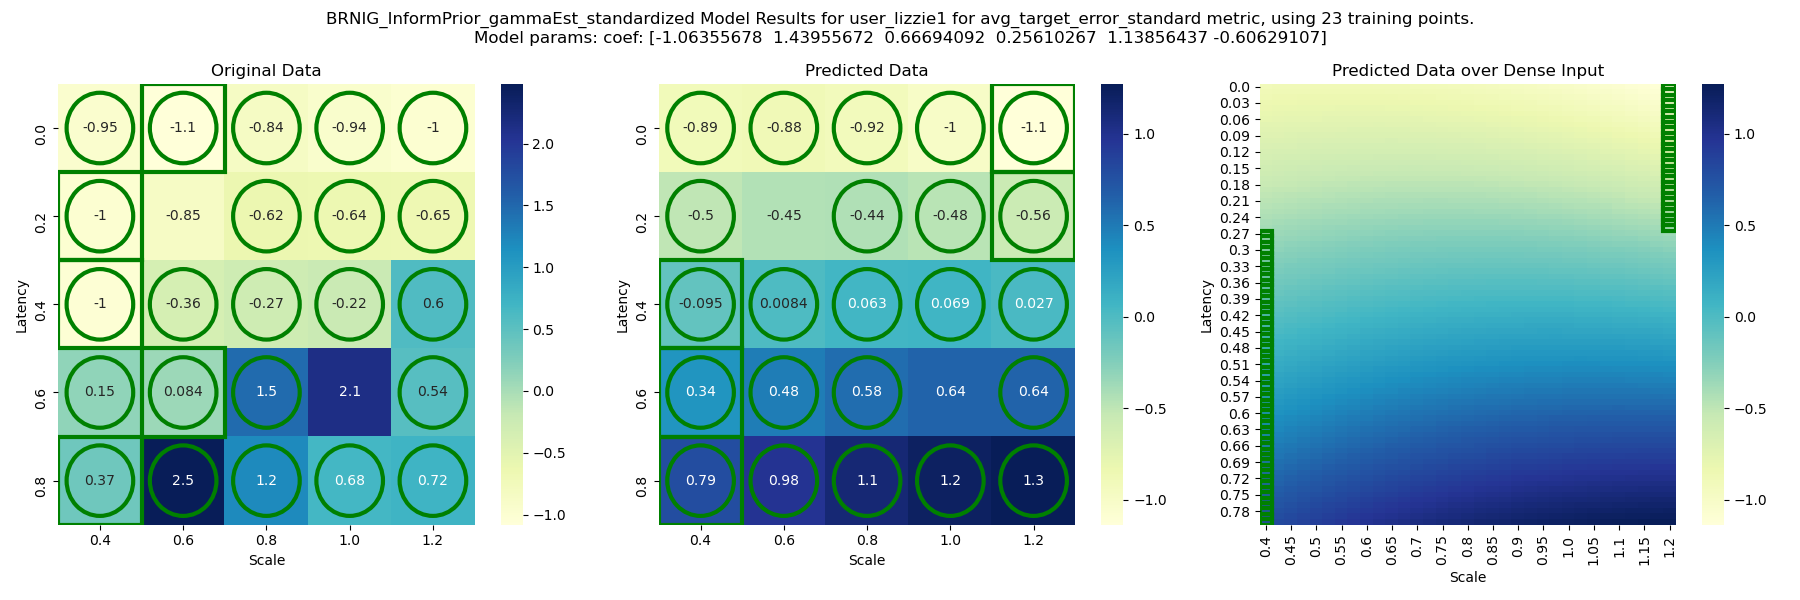 BRNIG_InformPrior_gammaEst_standardized Model Results for user_lizzie1 for avg_target_error_standard metric, using 23 training points.
Model params: coef: [-1.06355678  1.43955672  0.66694092  0.25610267  1.13856437 -0.60629107]
Original Data
Latency
0.0 -0.95 -1.1 -0.84 -0.94 -1
0.2 -1 -0.85 -0.62 -0.64 -0.65
0.4 -1 -0.36 -0.27 -0.22 0.6
0.6 0.15 0.084 1.5 2.1 0.54
0.8 0.37 2.5 1.2 0.68 0.72
0.4 0.6 0.8 1.0 1.2
Scale
2.0
1.5
1.0
0.5
0.0
−0.5
−1.0
Predicted Data
Latency
0.0 -0.89 -0.88 -0.92 -1 -1.1
0.2 -0.5 -0.45 -0.44 -0.48 -0.56
0.4 -0.095 0.0084 0.063 0.069 0.027
0.6 0.34 0.48 0.58 0.64 0.64
0.8 0.79 0.98 1.1 1.2 1.3
0.4 0.6 0.8 1.0 1.2
Scale
1.0
0.5
0.0
−0.5
−1.0
Predicted Data over Dense Input
Latency
0.0
0.03
0.06
0.09
0.12
0.15
0.18
0.21
0.24
0.27
0.3
0.33
0.36
0.39
0.42
0.45
0.48
0.51
0.54
0.57
0.6
0.63
0.66
0.69
0.72
0.75
0.78
0.4 0.45 0.5 0.55 0.6 0.65 0.7 0.75 0.8 0.85 0.9 0.95 1.0 1.05 1.1 1.15 1.2
Scale
1.0
0.5
0.0
−0.5
−1.0